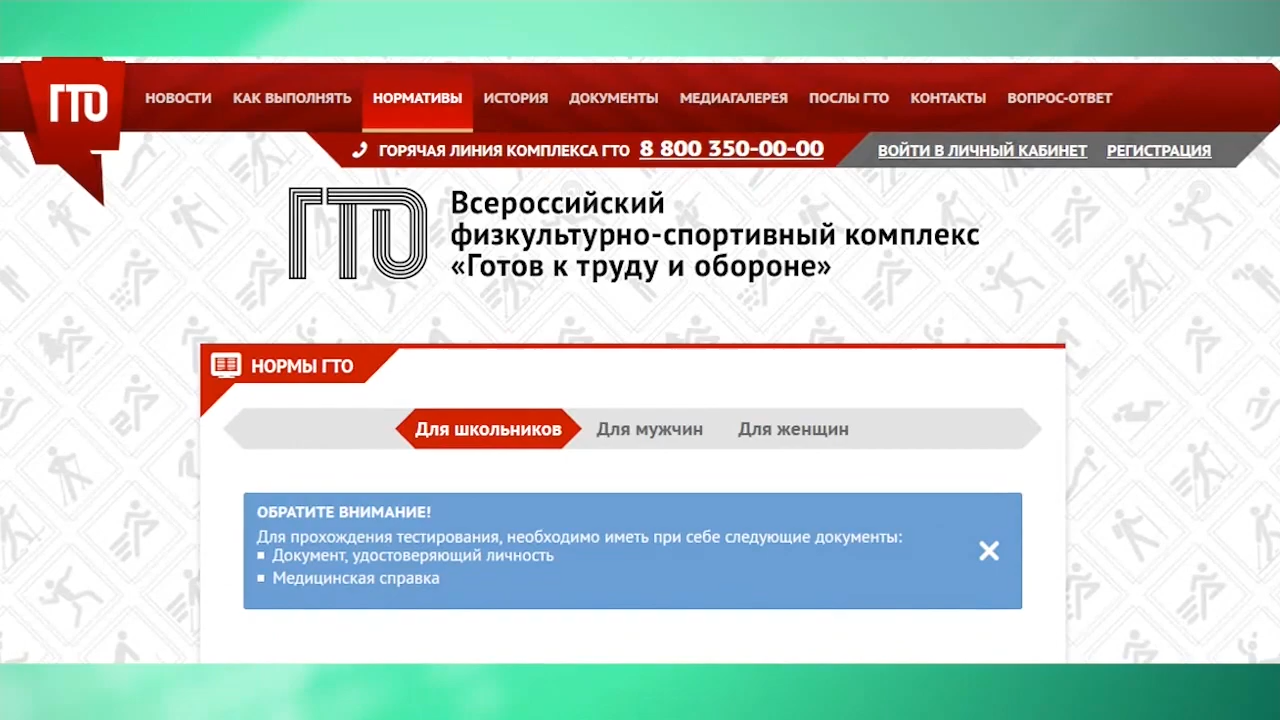 ГТО
НОВОСТИ КАК ВЫПОЛНЯТЬ НОРМАТИВЫ ИСТОРИЯ ДОКУМЕНТЫ МЕДИАГАЛЕРЕЯ ПОСЛЫ ГТО КОНТАКТЫ ВОПРОС-ОТВЕТ
ГОРЯЧАЯ ЛИНИЯ КОМПЛЕКСА ГТО 8 800 350-00-00 ВОЙТИ В ЛИЧНЫЙ КАБИНЕТ РЕГИСТРАЦИЯ
ГТО
Всероссийский
физкультурно-спортивный комплекс
«Готов к труду и обороне»
НОРМЫ ГТО
Для школьников Для мужчин Для женщин
ОБРАТИТЕ ВНИМАНИЕ!
Для прохождения тестирования, необходимо иметь при себе следующие документы:
▪ Документ, удостоверяющий личность
▪ Медицинская справка